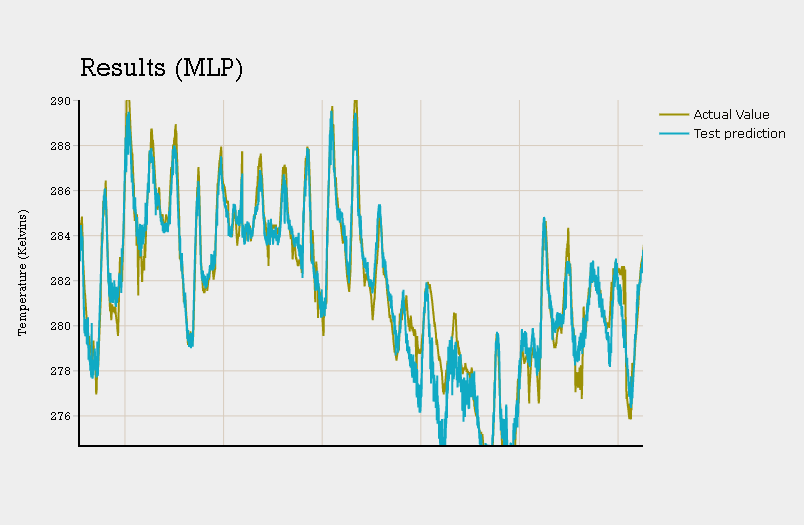 Results (MLP)
290
288
286
284
282
280
278
276
Temperature (Kelvins)
Actual Value
Test prediction